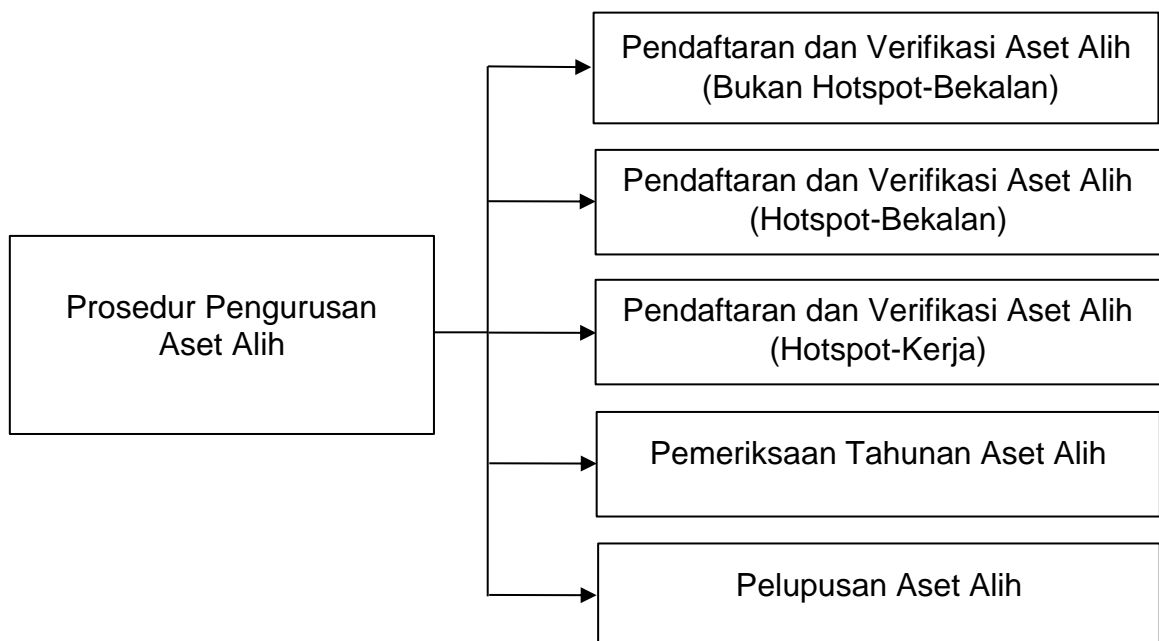 Prosedur Pengurusan
Aset Alih
Pendaftaran dan Verifikasi Aset Alih
(Bukan Hotspot-Bekalan)
Pendaftaran dan Verifikasi Aset Alih
(Hotspot-Bekalan)
Pendaftaran dan Verifikasi Aset Alih
(Hotspot-Kerja)
Pemeriksaan Tahunan Aset Alih
Pelupusan Aset Alih